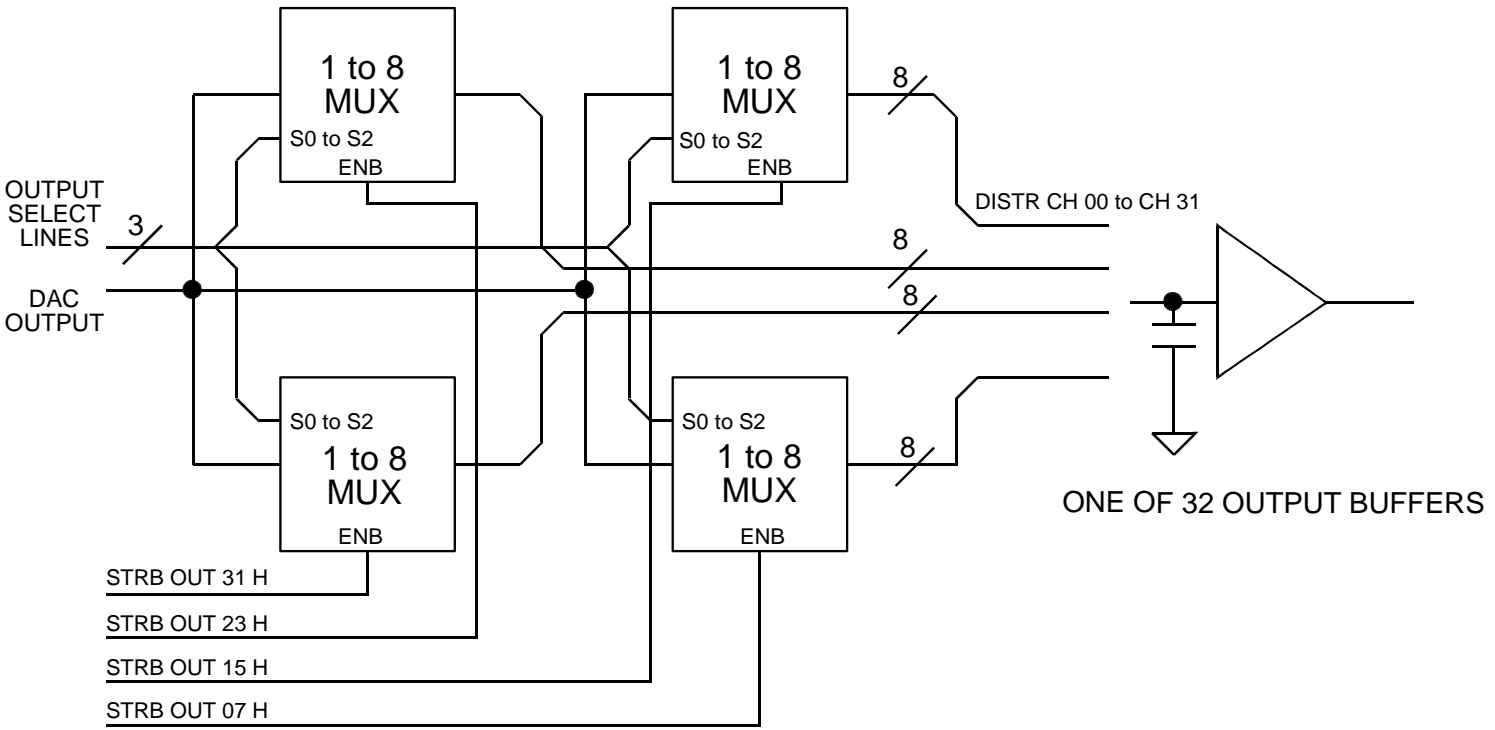 1 to 8
MUX
S0 to S2
ENB
1 to 8
MUX
S0 to S2
ENB
8
OUTPUT
SELECT
LINES
3
DISTR CH 00 to CH 31
8
DAC
OUTPUT
8
S0 to S2
1 to 8
MUX
ENB
S0 to S2
1 to 8
MUX
ENB
8
ONE OF 32 OUTPUT BUFFERS
STRB OUT 31 H
STRB OUT 23 H
STRB OUT 15 H
STRB OUT 07 H